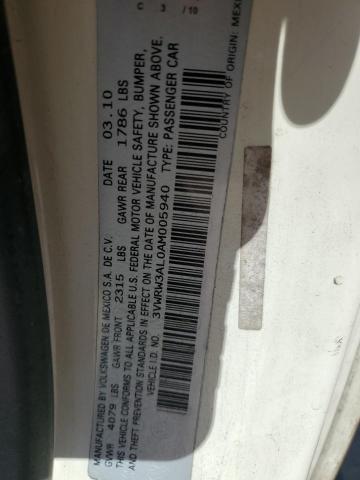 MANUFACTURED BY VOLKSWAGEN DE MEXICO S.A. DE C.V. DATE 03.10
GVWR 4079 LBS GAWR FRONT 2315 LBS GAWR REAR 1786 LBS
THIS VEHICLE CONFORMS TO ALL APPLICABLE U.S. FEDERAL MOTOR VEHICLE SAFETY, BUMPER,
AND THEFT PREVENTION STANDARDS IN EFFECT ON THE DATE OF MANUFACTURE SHOWN ABOVE.
VEHICLE I.D. NO. 3VWRW3AL0AM005940 TYPE: PASSENGER CAR
COUNTRY OF ORIGIN: MEXI
C 3 /10